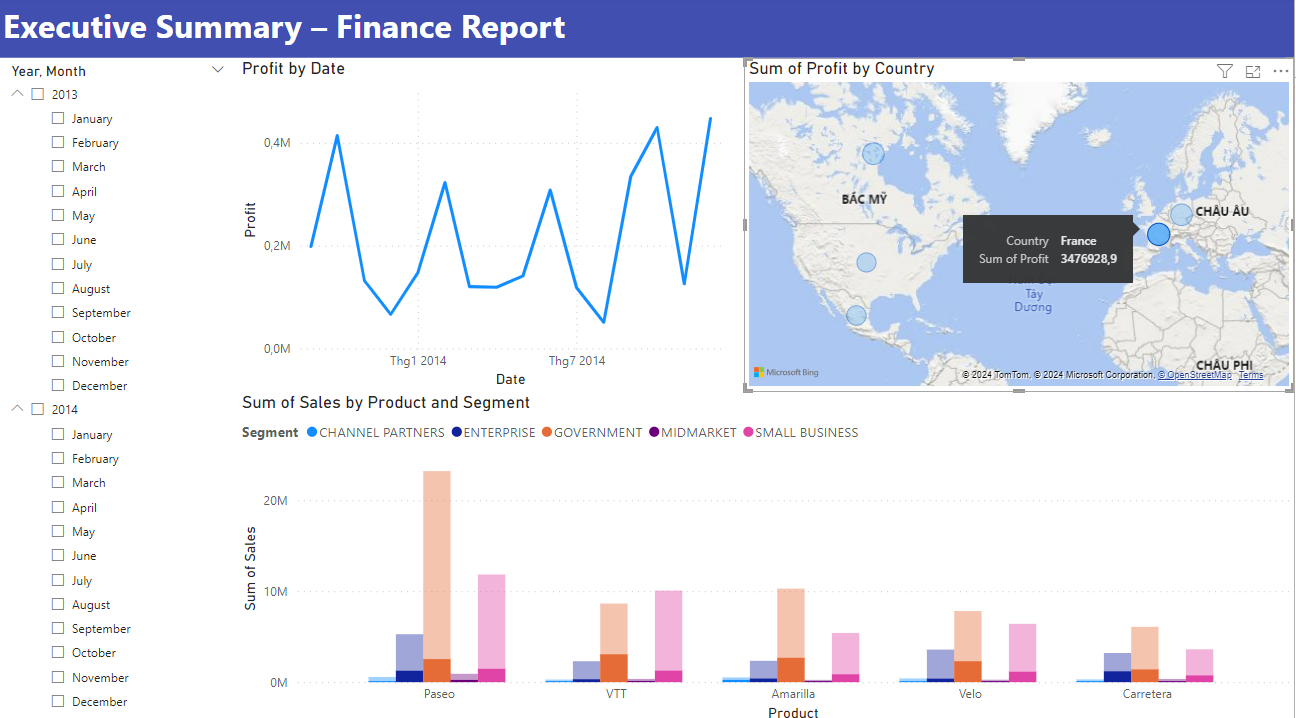 Executive Summary – Finance Report
Year, Month
2013
January
February
March
April
May
June
July
August
September
October
November
December
2014
January
February
March
April
May
June
July
August
September
October
November
December
Profit by Date
Profit
0,4M
0,2M
0,0M
Thg1 2014
Thg7 2014
Date
Sum of Profit by Country
BẮC MỸ
CHÂU ÂU
Country France
Sum of Profit 3476928,9
Tây
Dương
CHÂU PHI
Microsoft Bing
© 2024 TomTom, © 2024 Microsoft Corporation, © OpenStreetMap Terms
Sum of Sales by Product and Segment
Segment CHANNEL PARTNERS ENTERPRISE GOVERNMENT MIDMARKET SMALL BUSINESS
Sum of Sales
20M
10M
0M
Paseo VTT Amarilla Velo Carretera
Product